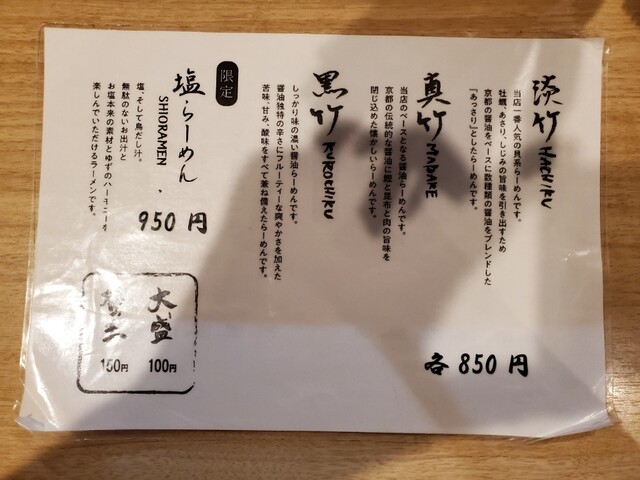 淡竹 HACHIKU
当店一番人気の貝系らーめんです。
牡蠣、あさり、しじみの旨味を引き出すため
京都の醤油をベースに数種類の醤油をブレンドした
『あっさり』としたらーめんです。
真竹 MADAKE
当店のベースとなる醤油らーめんです。
京都の伝統的な醤油に鰹と昆布と肉の旨味を
閉じ込めた懐かしいらーめんです。
黒竹 KUROCHIKU
しっかり味の濃い醤油らーめんです。
醤油独特の辛さにフルーティーな爽やかさを加えた
苦味、甘み、酸味をすべて兼ね備えたらーめんです。
各 850 円
限定
塩らーめん
SHIORAMEN
塩、そして鳥だし汁。
無駄のないお出汁と
お塩本来の素材とゆずのハーモニーを
楽しんでいただけるラーメンです。
950 円
大盛
100円
替玉
150円